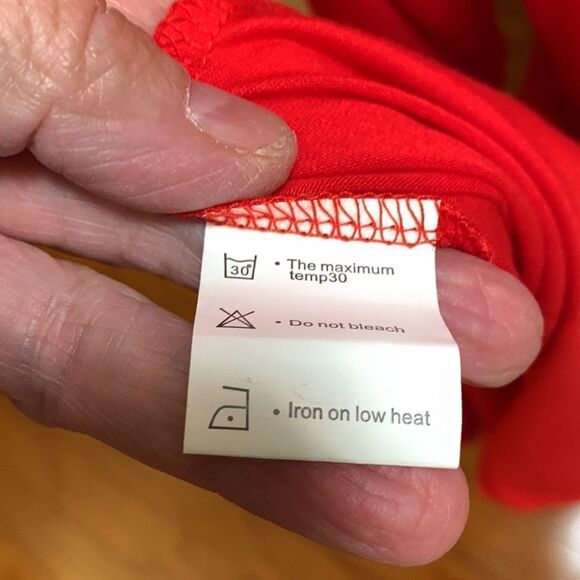 30°
• The maximum
temp30
• Do not bleach
• Iron on low heat